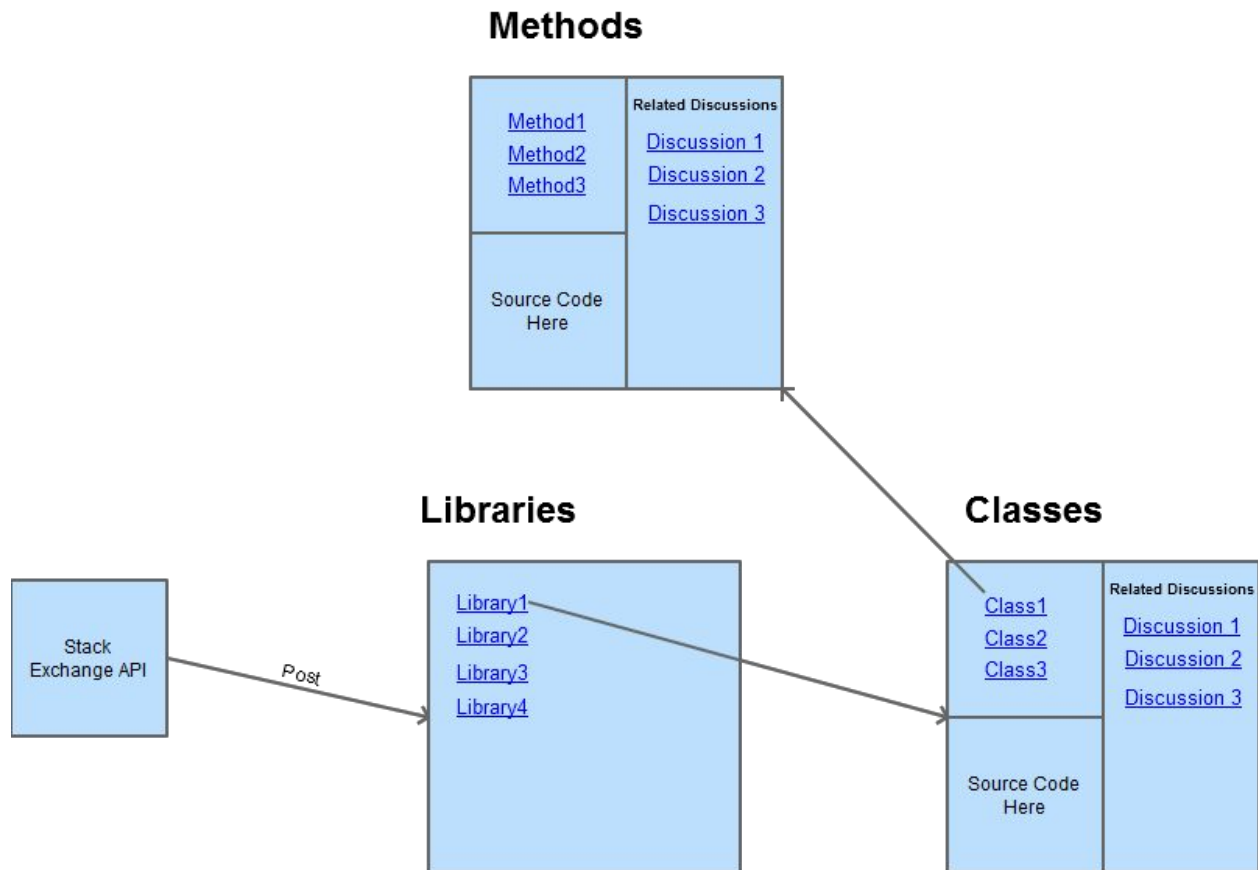 Methods
Method1
Method2
Method3
Source Code
Here
Related Discussions
Discussion 1
Discussion 2
Discussion 3
Stack
Exchange API
Post
Libraries
Library1
Library2
Library3
Library4
Classes
Class1
Class2
Class3
Source Code
Here
Related Discussions
Discussion 1
Discussion 2
Discussion 3